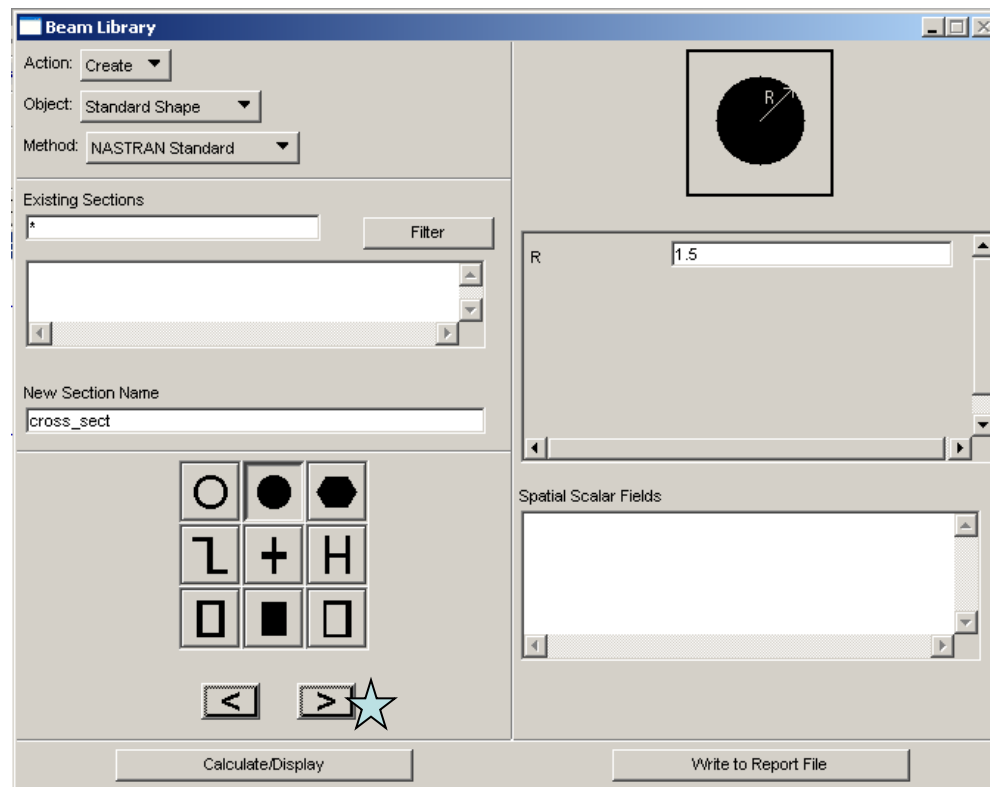 Beam Library
Action: Create
Object: Standard Shape
Method: NASTRAN Standard
Existing Sections
*
Filter
New Section Name
cross_sect
<
>
Calculate/Display
R
R
1.5
Spatial Scalar Fields
Write to Report File